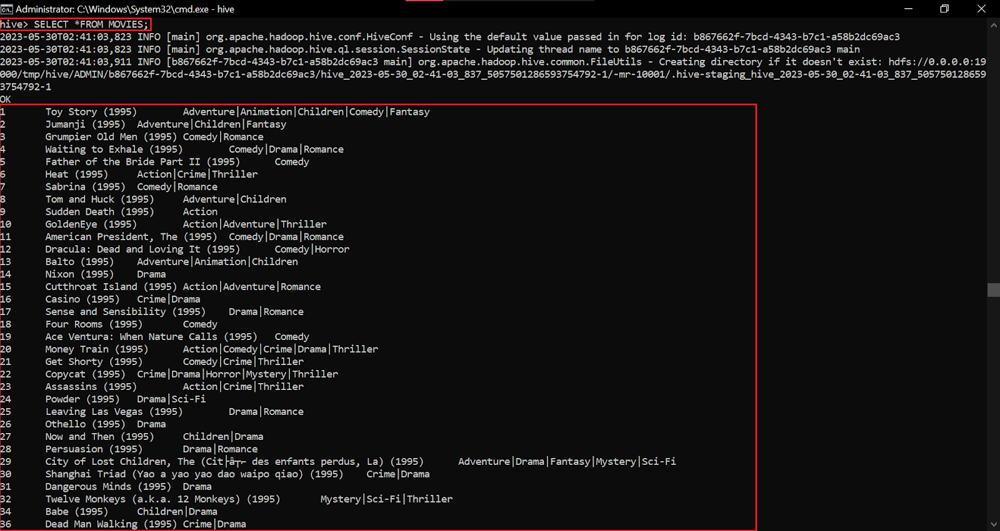 Administrator: C:\Windows\System32\cmd.exe - hive
hive> SELECT *FROM MOVIES;
2023-05-30T02:41:03,823 INFO [main] org.apache.hadoop.hive.conf.HiveConf - Using the default value passed in for log id: b867662f-7bcd-4343-b7c1-a58b2dc69ac3
2023-05-30T02:41:03,823 INFO [main] org.apache.hadoop.hive.ql.session.SessionState - Updating thread name to b867662f-7bcd-4343-b7c1-a58b2dc69ac3 main
2023-05-30T02:41:03,911 INFO [b867662f-7bcd-4343-b7c1-a58b2dc69ac3 main] org.apache.hadoop.hive.common.FileUtils - Creating directory if it doesn't exist: hdfs://0.0.0.0:19
000/tmp/hive/ADMIN/b867662f-7bcd-4343-b7c1-a58b2dc69ac3/hive_2023-05-30_02-41-03_837_5057501286593754792-1/-mr-10001/.hive-staging_hive_2023-05-30_02-41-03_837_505750128659
3754792-1
OK
1 Toy Story (1995) Adventure|Animation|Children|Comedy|Fantasy
2 Jumanji (1995) Adventure|Children|Fantasy
3 Grumpier Old Men (1995) Comedy|Romance
4 Waiting to Exhale (1995) Comedy|Drama|Romance
5 Father of the Bride Part II (1995) Comedy
6 Heat (1995) Action|Crime|Thriller
7 Sabrina (1995) Comedy|Romance
8 Tom and Huck (1995) Adventure|Children
9 Sudden Death (1995) Action
10 GoldenEye (1995) Action|Adventure|Thriller
11 American President, The (1995) Comedy|Drama|Romance
12 Dracula: Dead and Loving It (1995) Comedy|Horror
13 Balto (1995) Adventure|Animation|Children
14 Nixon (1995) Drama
15 Cutthroat Island (1995) Action|Adventure|Romance
16 Casino (1995) Crime|Drama
17 Sense and Sensibility (1995) Drama|Romance
18 Four Rooms (1995) Comedy
19 Ace Ventura: When Nature Calls (1995) Comedy
20 Money Train (1995) Action|Comedy|Crime|Drama|Thriller
21 Get Shorty (1995) Comedy|Crime|Thriller
22 Copycat (1995) Crime|Drama|Horror|Mystery|Thriller
23 Assassins (1995) Action|Crime|Thriller
24 Powder (1995) Drama|Sci-Fi
25 Leaving Las Vegas (1995) Drama|Romance
26 Othello (1995) Drama
27 Now and Then (1995) Children|Drama
28 Persuasion (1995) Drama|Romance
29 City of Lost Children, The (Cit├â┬⌐ des enfants perdus, La) (1995) Adventure|Drama|Fantasy|Mystery|Sci-Fi
30 Shanghai Triad (Yao a yao yao dao waipo qiao) (1995) Crime|Drama
31 Dangerous Minds (1995) Drama
32 Twelve Monkeys (a.k.a. 12 Monkeys) (1995) Mystery|Sci-Fi|Thriller
34 Babe (1995) Children|Drama
36 Dead Man Walking (1995) Crime|Drama